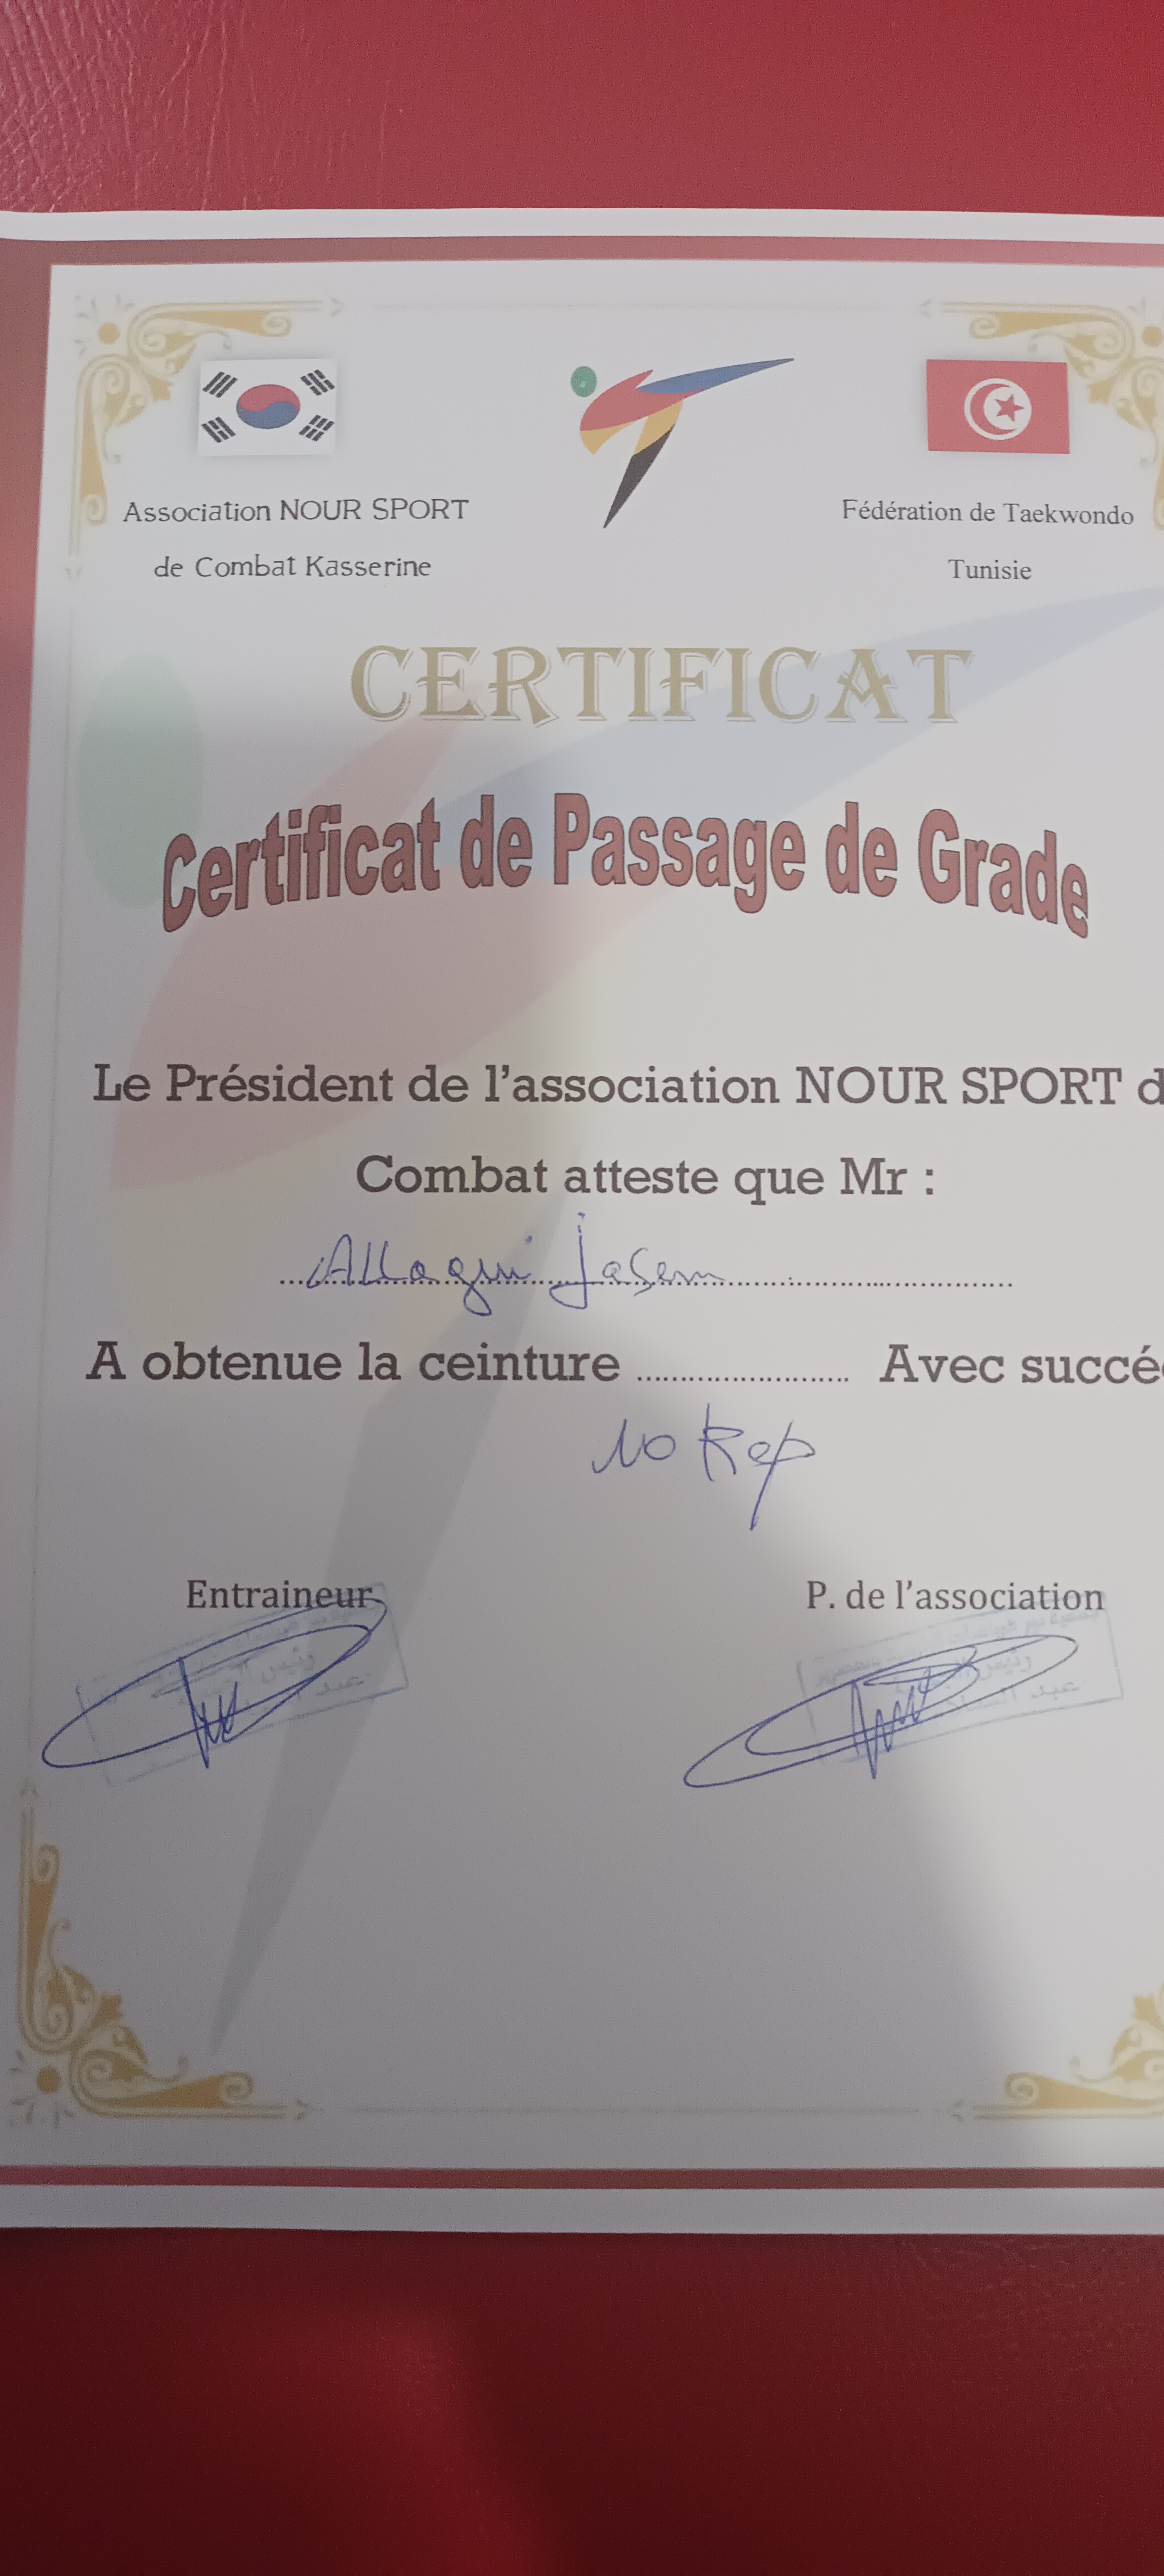 Association NOUR SPORT
de Combat Kasserine
Fédération de Taekwondo
Tunisie
CERTIFICAT
Certificat de Passage de Grade
Le Président de l'association NOUR SPORT d
Combat atteste que Mr :
Allagui Jasem
A obtenue la ceinture ........................ Avec succé
10 Kep
Entraineur
P. de l'association